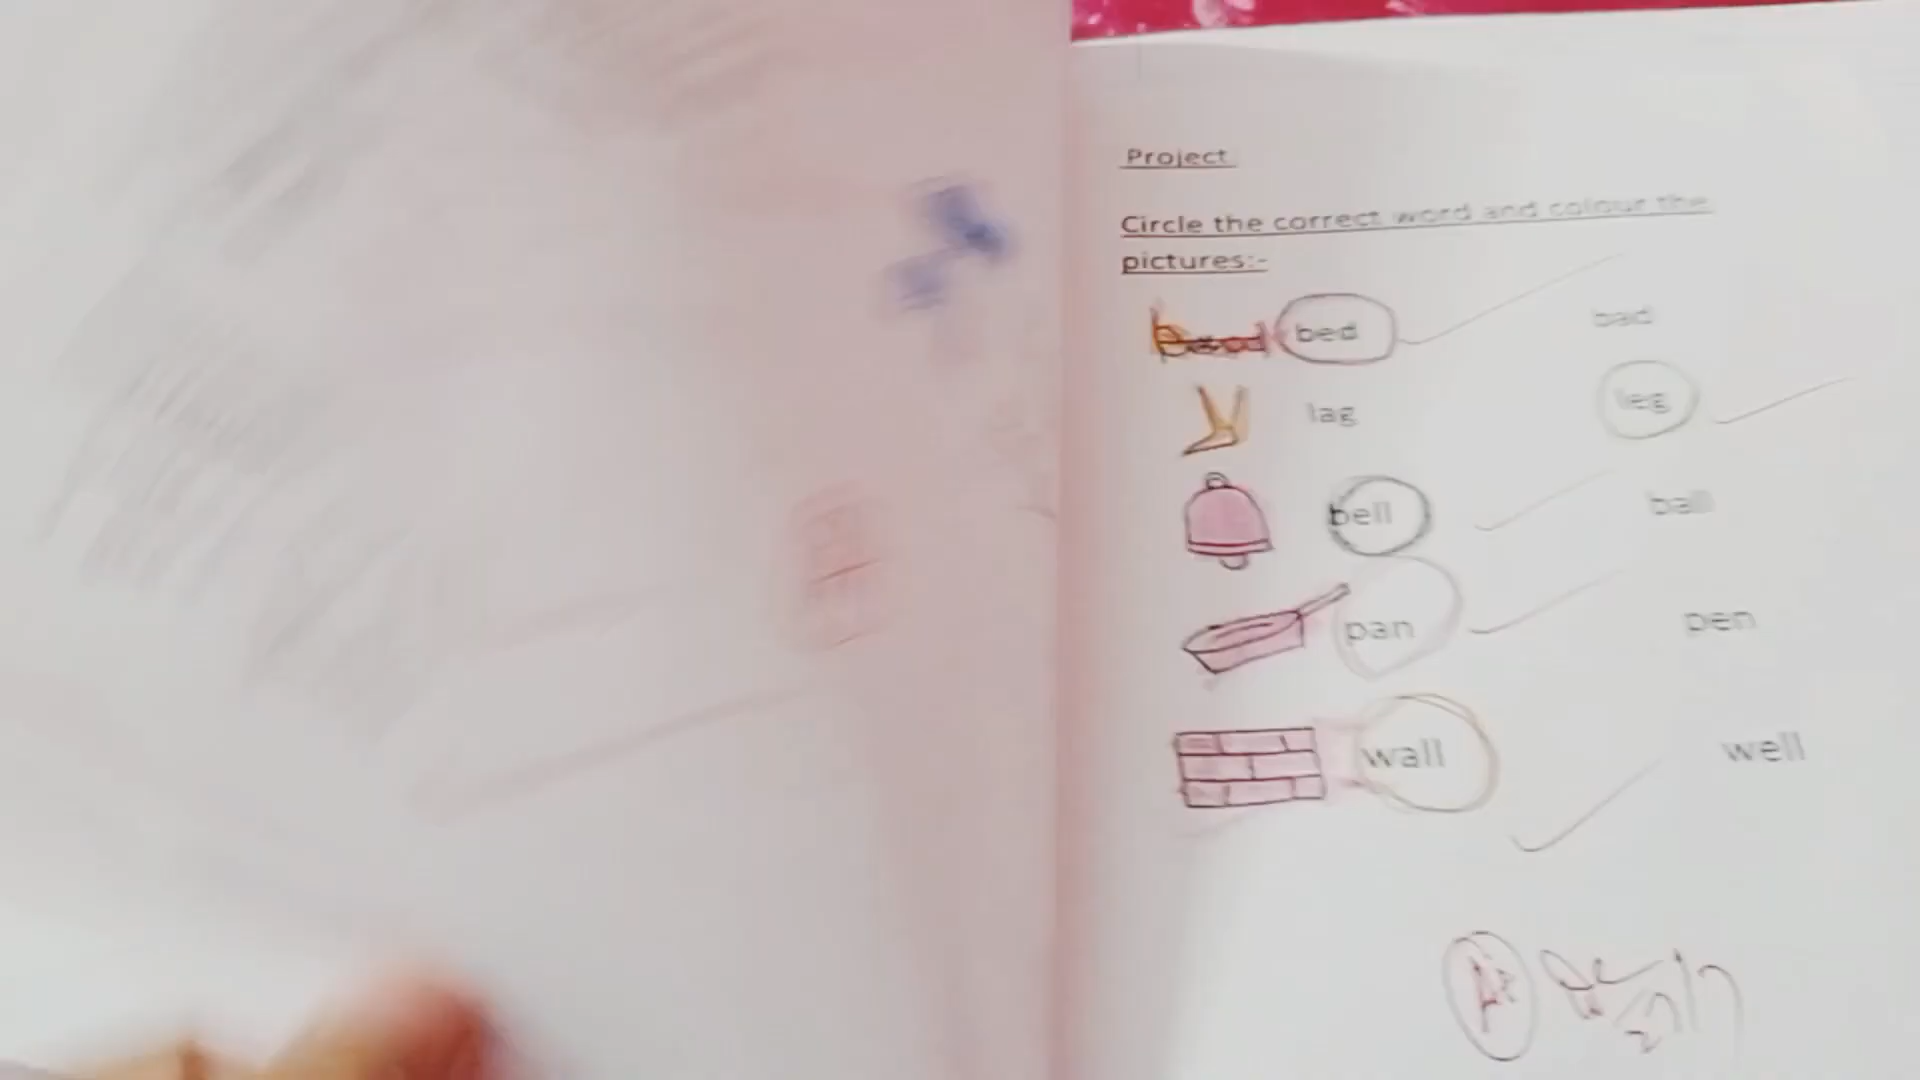 Project
Circle the correct word and colour the
pictures:-
bed bad
lag leg
bell ball
pan pen
wall well